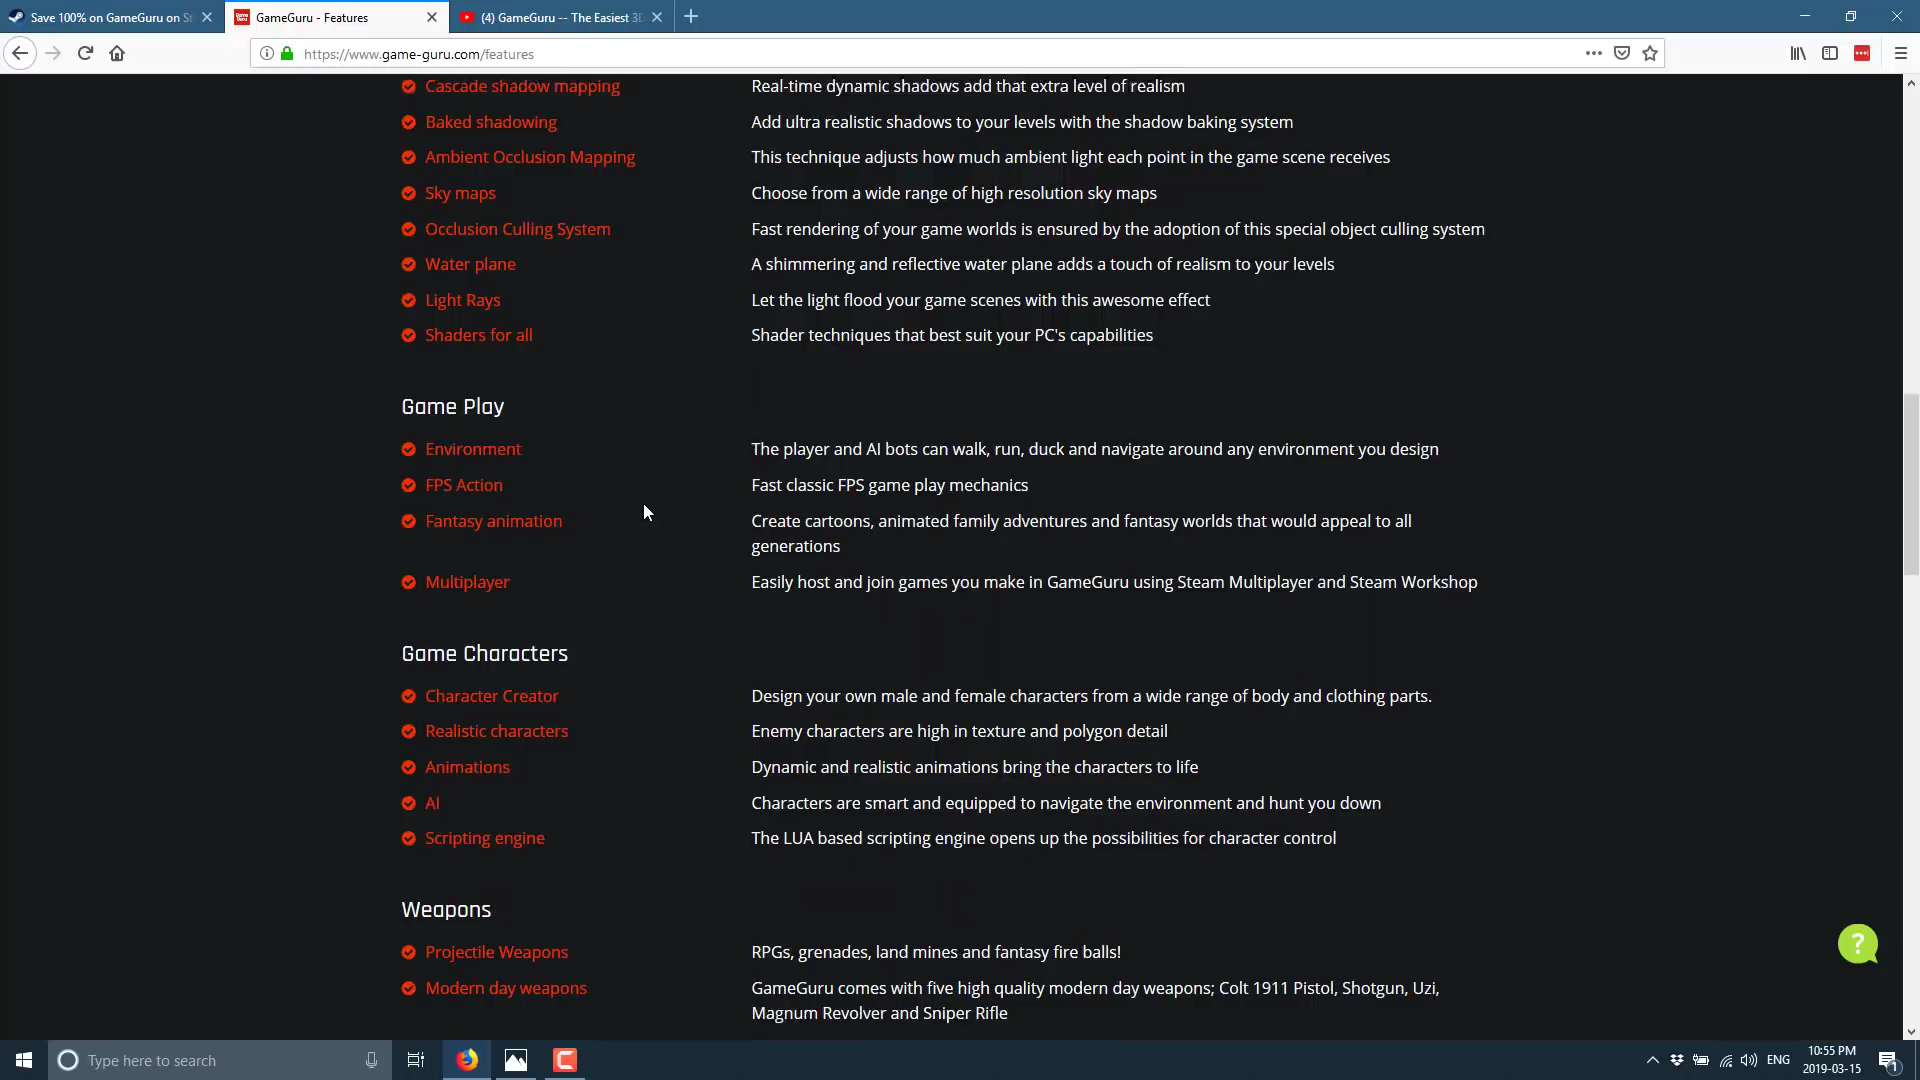 Save 100% on GameGuru on St
GameGuru - Features
(4) GameGuru -- The Easiest 3D
https://www.game-guru.com/features
Cascade shadow mapping Real-time dynamic shadows add that extra level of realism
Baked shadowing Add ultra realistic shadows to your levels with the shadow baking system
Ambient Occlusion Mapping This technique adjusts how much ambient light each point in the game scene receives
Sky maps Choose from a wide range of high resolution sky maps
Occlusion Culling System Fast rendering of your game worlds is ensured by the adoption of this special object culling system
Water plane A shimmering and reflective water plane adds a touch of realism to your levels
Light Rays Let the light flood your game scenes with this awesome effect
Shaders for all Shader techniques that best suit your PC's capabilities
Game Play
Environment The player and AI bots can walk, run, duck and navigate around any environment you design
FPS Action Fast classic FPS game play mechanics
Fantasy animation Create cartoons, animated family adventures and fantasy worlds that would appeal to all
generations
Multiplayer Easily host and join games you make in GameGuru using Steam Multiplayer and Steam Workshop
Game Characters
Character Creator Design your own male and female characters from a wide range of body and clothing parts.
Realistic characters Enemy characters are high in texture and polygon detail
Animations Dynamic and realistic animations bring the characters to life
AI Characters are smart and equipped to navigate the environment and hunt you down
Scripting engine The LUA based scripting engine opens up the possibilities for character control
Weapons
Projectile Weapons RPGs, grenades, land mines and fantasy fire balls!
Modern day weapons GameGuru comes with five high quality modern day weapons; Colt 1911 Pistol, Shotgun, Uzi,
Magnum Revolver and Sniper Rifle
?
Type here to search
ENG
10:55 PM
2019-03-15
1